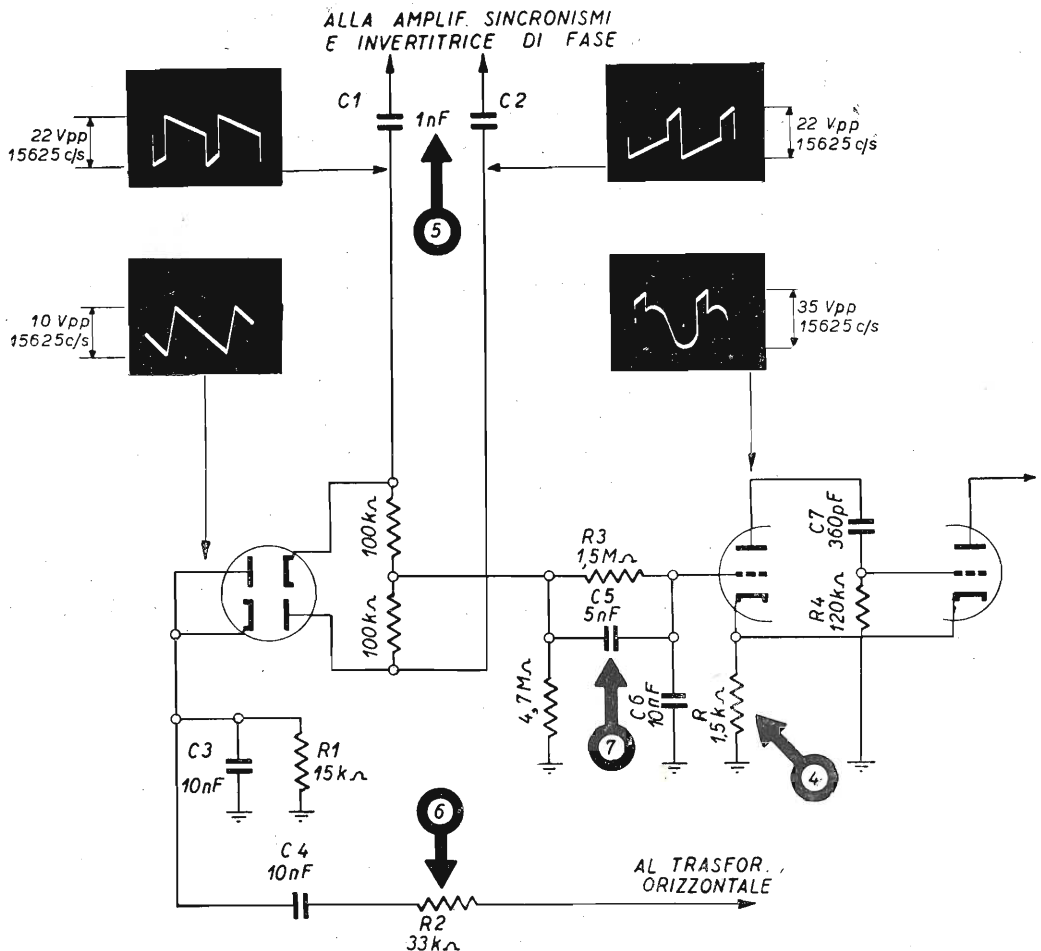 ALLA AMPLIF. SINCRONISMI
E INVERTITRICE DI FASE
C1
C2
1nF
22 Vpp
15625 c/s
22 Vpp
15625 c/s
5
10 Vpp
15625 c/s
35 Vpp
15625 c/s
100kΩ
100kΩ
R3
1,5MΩ
C5
5nF
C7
360pF
R4
120kΩ
4,7MΩ
C6
10nF
R
1,5kΩ
7
4
C3
10nF
R1
15kΩ
6
C4
10nF
R2
33kΩ
AL TRASFOR.
ORIZZONTALE